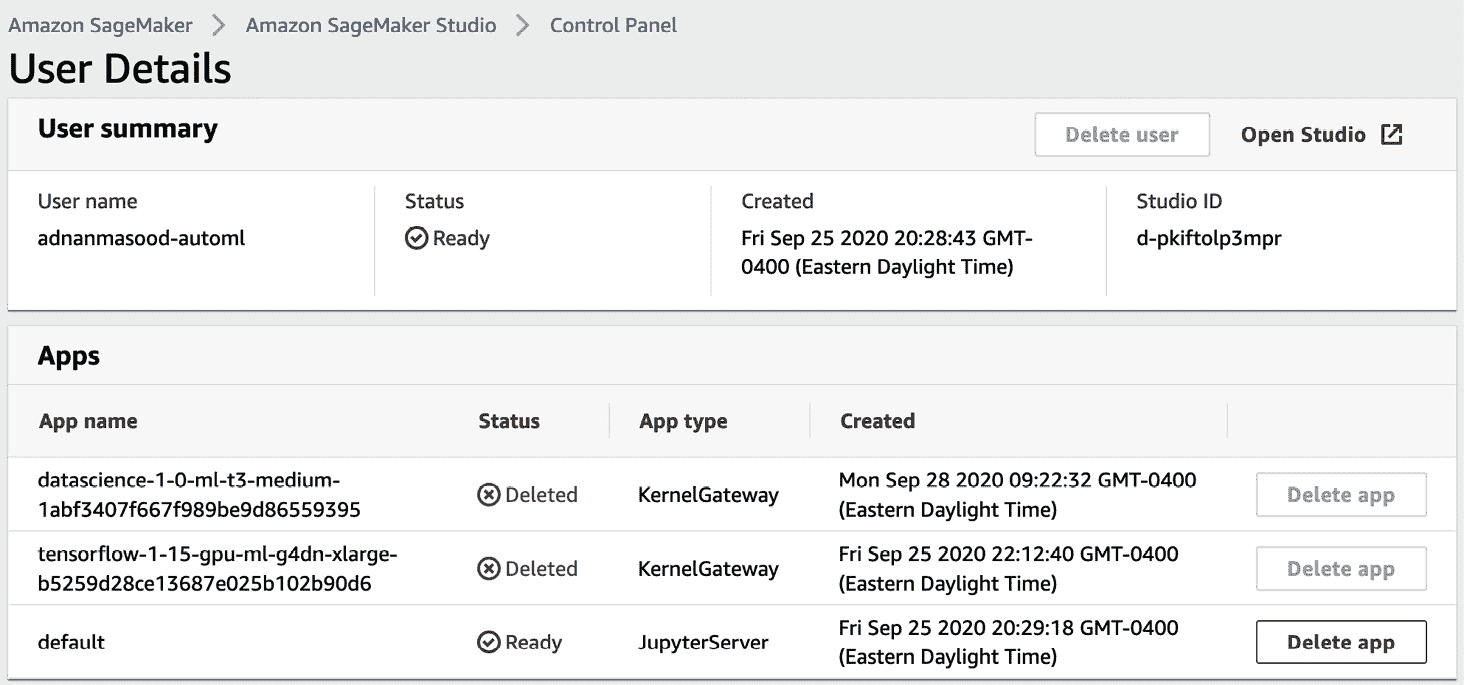 Amazon SageMaker > Amazon SageMaker Studio > Control Panel
User Details
User summary
Delete user
Open Studio
User name
adnanmasood-automl
Status
Ready
Created
Fri Sep 25 2020 20:28:43 GMT-
0400 (Eastern Daylight Time)
Studio ID
d-pkiftolp3mpr
Apps
App name Status App type Created
datascience-1-0-ml-t3-medium-
1abf3407f667f989be9d86559395
Deleted
KernelGateway
Mon Sep 28 2020 09:22:32 GMT-0400
(Eastern Daylight Time)
Delete app
tensorflow-1-15-gpu-ml-g4dn-xlarge-
b5259d28ce13687e025b102b90d6
Deleted
KernelGateway
Fri Sep 25 2020 22:12:40 GMT-0400
(Eastern Daylight Time)
Delete app
default
Ready
JupyterServer
Fri Sep 25 2020 20:29:18 GMT-0400
(Eastern Daylight Time)
Delete app